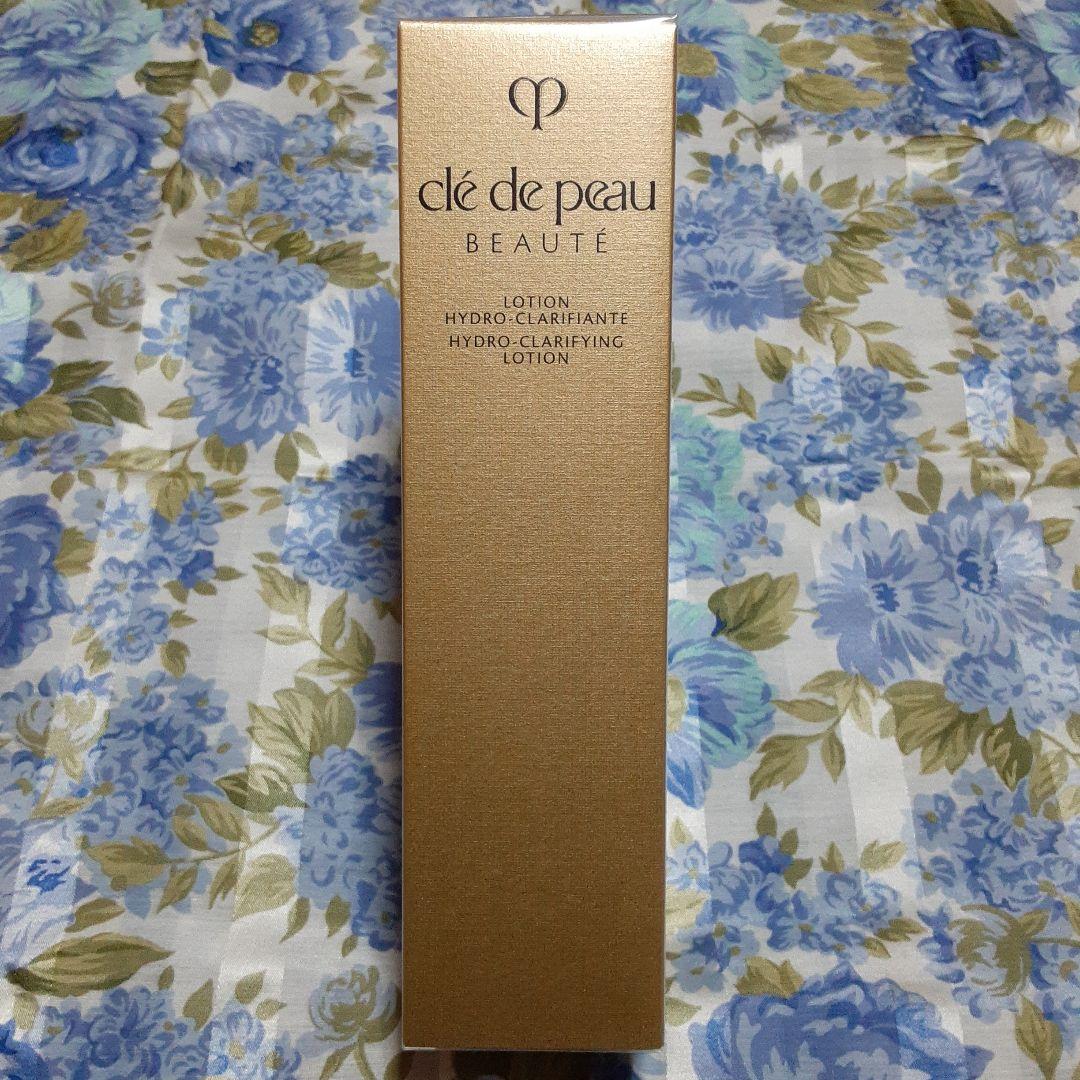 clé de peau
BEAUTÉ
LOTION
HYDRO-CLARIFIANTE
HYDRO-CLARIFYING
LOTION